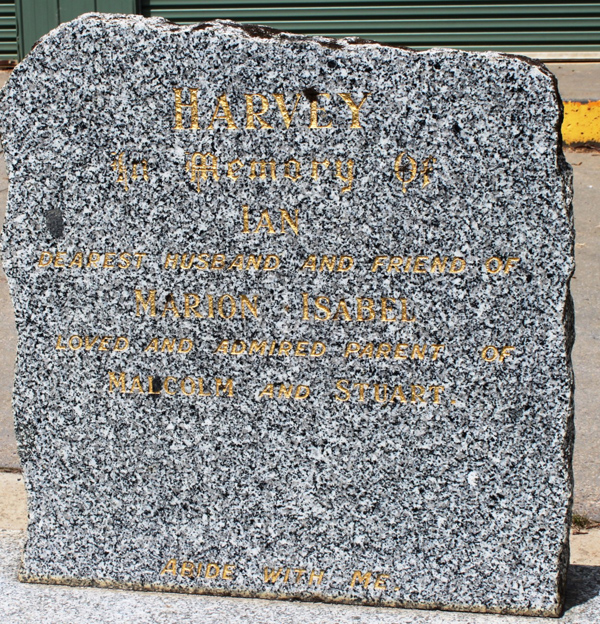 HARVEY
In Memory Of
IAN
DEAREST HUSBAND AND FRIEND OF
MARION ISABEL
LOVED AND ADMIRED PARENT OF
MALCOLM AND STUART.
ABIDE WITH ME.